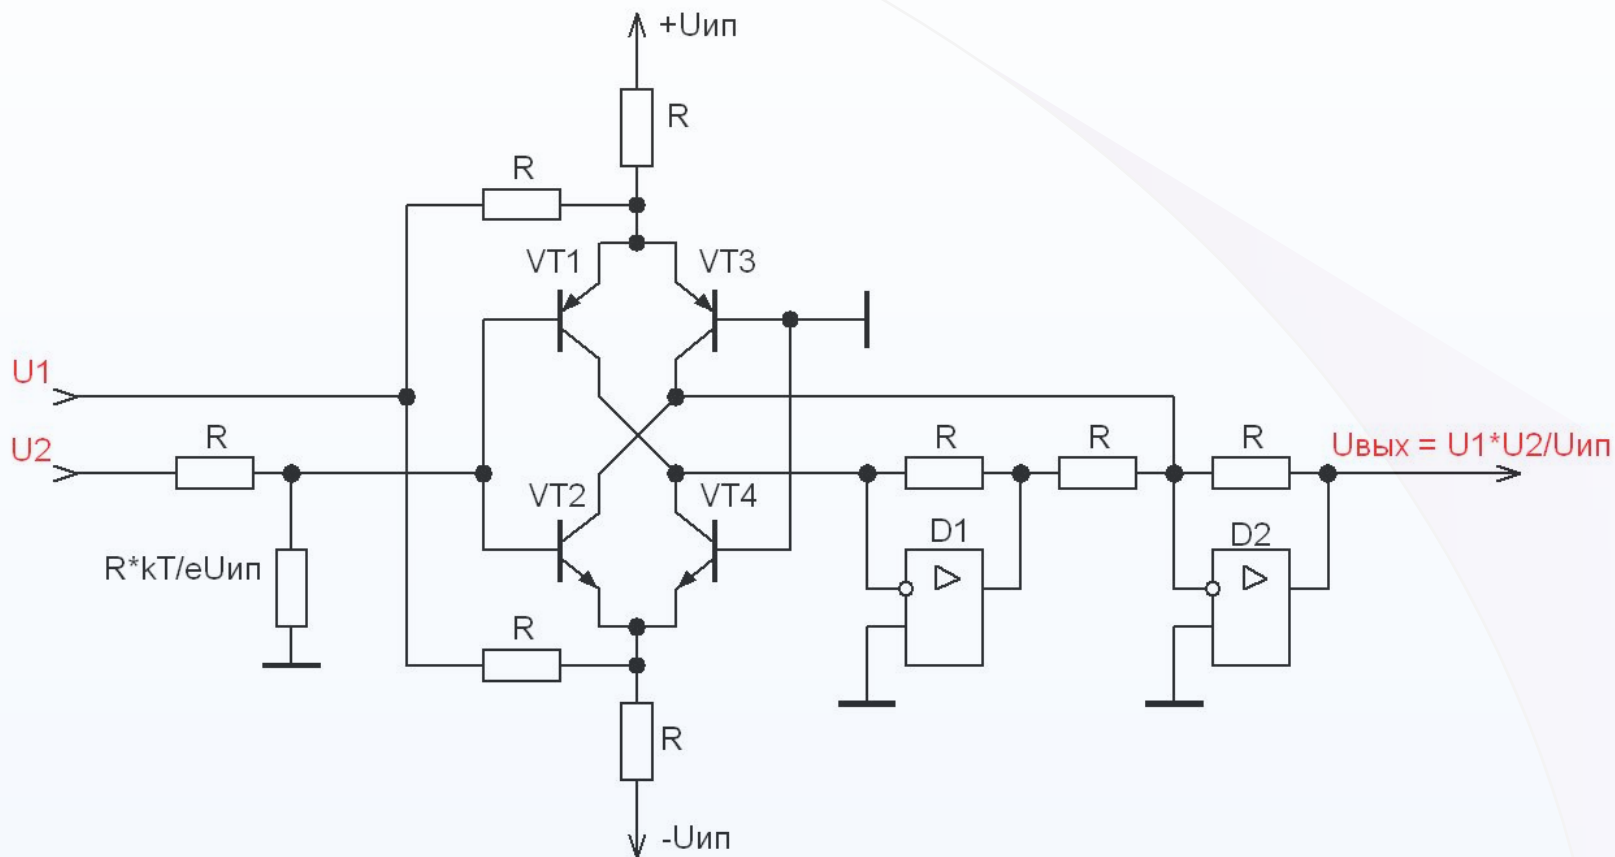 +Uип
R
R
VT1
VT3
U1
R
U2
R
R
R
Uвых = U1*U2/Uип
VT2
VT4
D1
D2
R*kT/eUип
R
R
-Uип